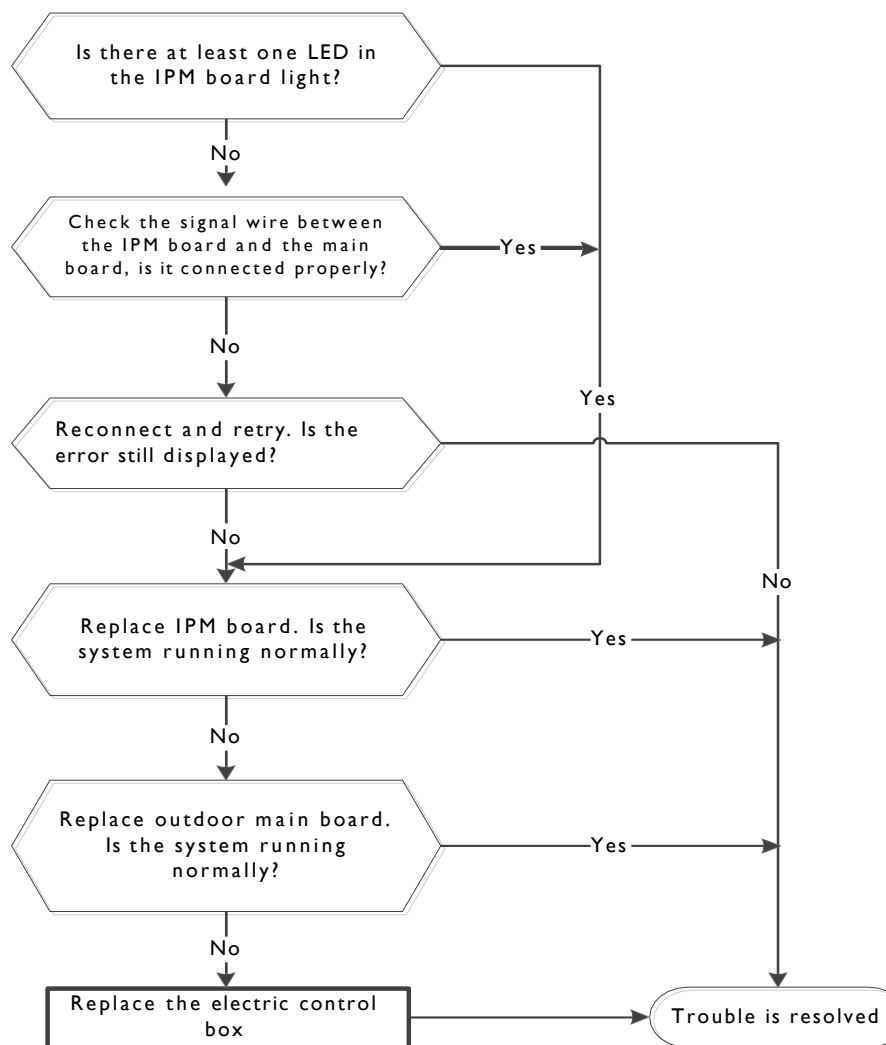 Is there at least one LED in
the IPM board light?
No
Check the signal wire between
the IPM board and the main
board, is it connected properly?
Yes
No
Yes
Reconnect and retry. Is the
error still displayed?
No
No
Replace IPM board. Is the
system running normally?
Yes
No
Replace outdoor main board.
Is the system running
normally?
Yes
No
Replace the electric control
box
Trouble is resolved